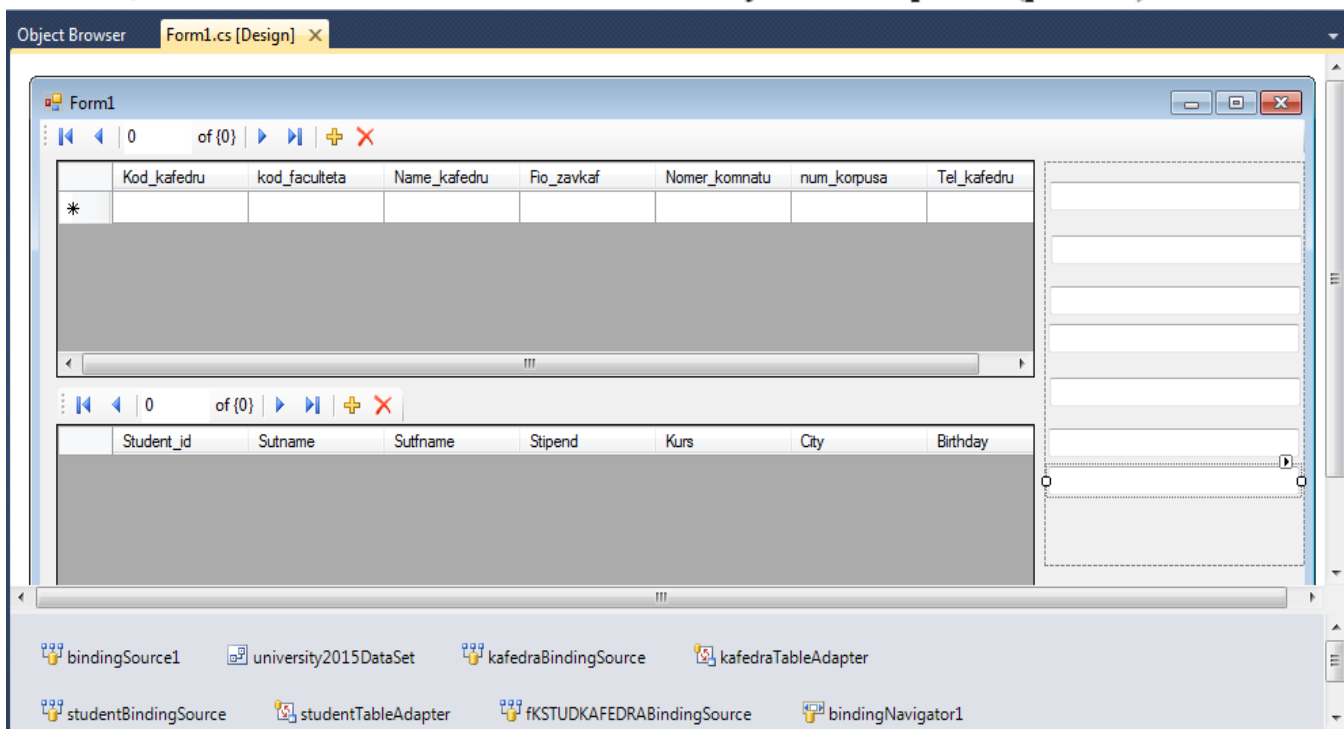 Object Browser Form1.cs [Design]
Form1
0 of {0}
Kod_kafedru kod_faculteta Name_kafedru Fio_zavkaf Nomer_komnatu num_korpusa Tel_kafedru
0 of {0}
Student_id Sutname Sutfname Stipend Kurs City Birthday
bindingSource1 university2015DataSet kafedraBindingSource kafedraTableAdapter
studentBindingSource studentTableAdapter fKSTUDKAFEDRABindingSource bindingNavigator1